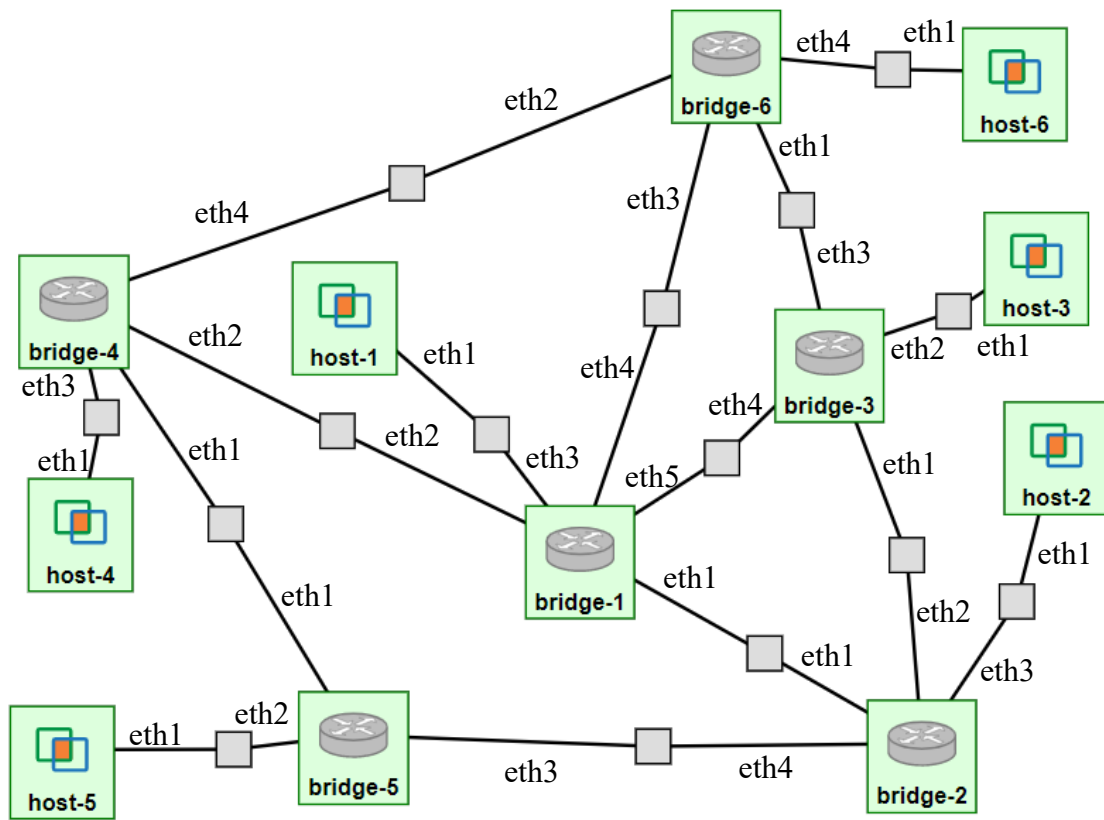 eth4
eth1
bridge-6
host-6
eth2
eth1
eth3
eth4
eth3
host-3
eth2
eth1
bridge-4
eth2
host-1
eth1
eth3
eth4
bridge-3
eth4
eth1
eth2
eth3
eth5
eth1
host-2
eth1
host-4
eth1
eth1
bridge-1
eth1
eth2
eth1
eth3
eth1
eth2
eth3
eth4
bridge-5
bridge-2
host-5